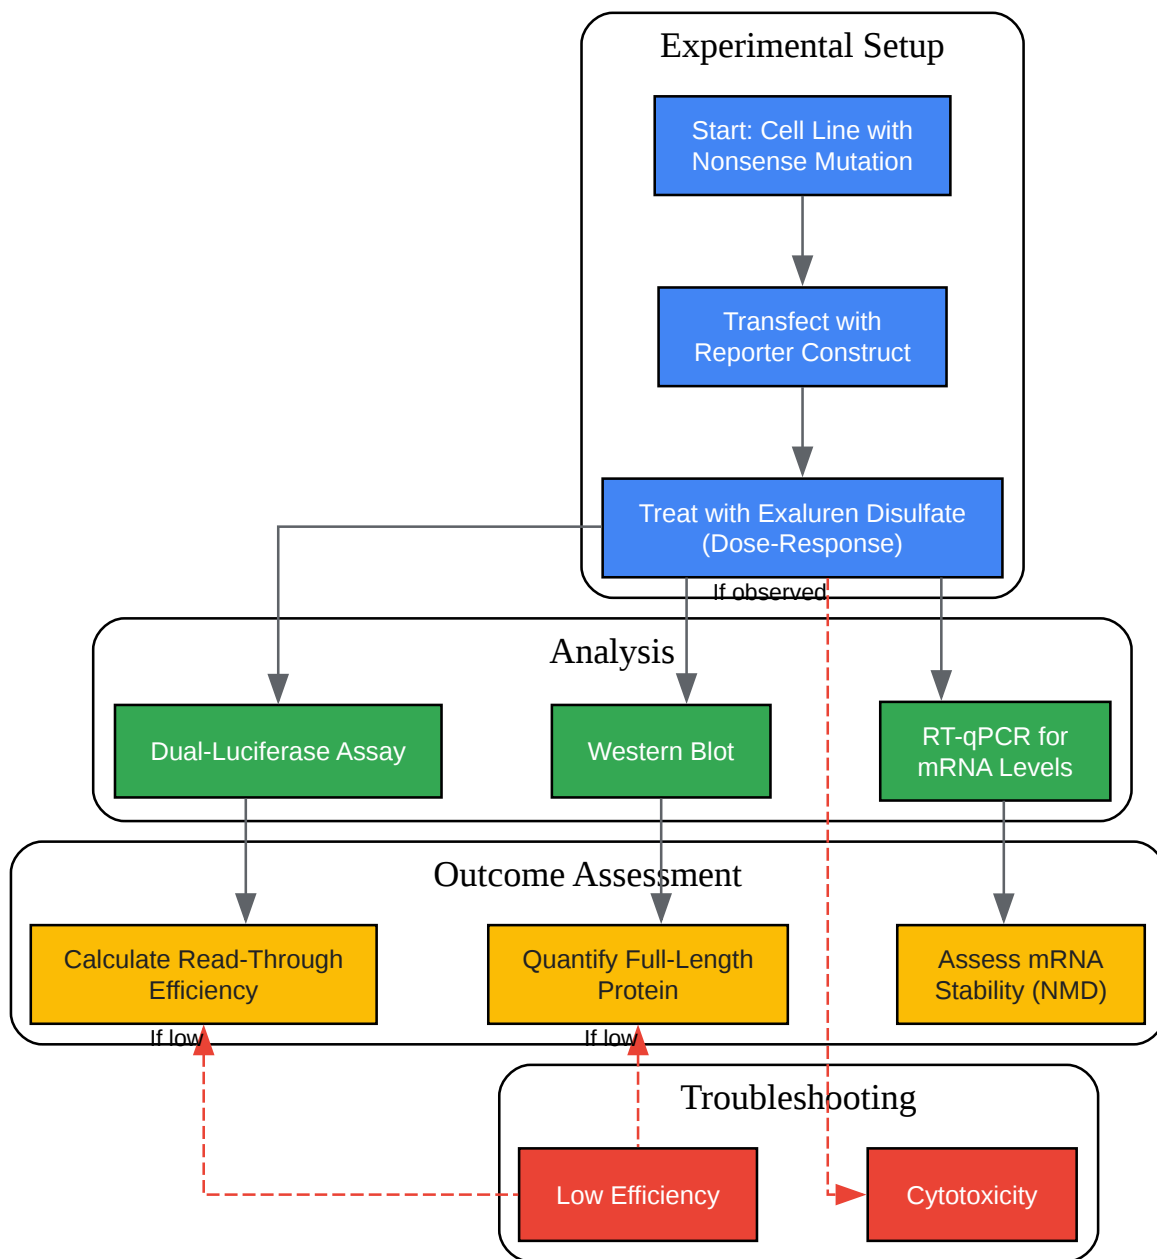 Experimental Setup
Start: Cell Line with
Nonsense Mutation
Transfect with
Reporter Construct
Treat with Exaluren Disulfate
(Dose-Response)
If observed
Analysis
Dual-Luciferase Assay
Western Blot
RT-qPCR for
mRNA Levels
Outcome Assessment
Calculate Read-Through
Efficiency
Quantify Full-Length
Protein
Assess mRNA
Stability (NMD)
If low
If low
Troubleshooting
Low Efficiency
Cytotoxicity